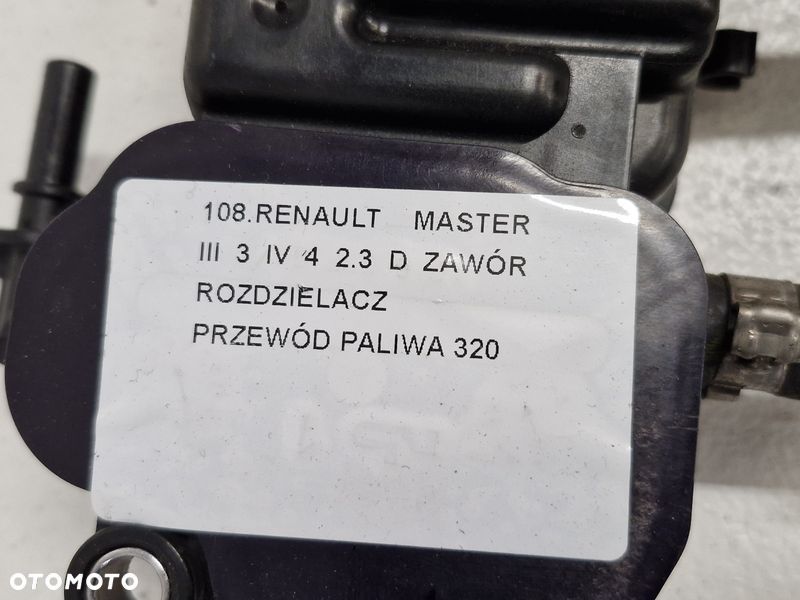 108.RENAULT MASTER
III 3 IV 4 2.3 D ZAWÓR
ROZDZIELACZ
PRZEWÓD PALIWA 320
OTOMOTO